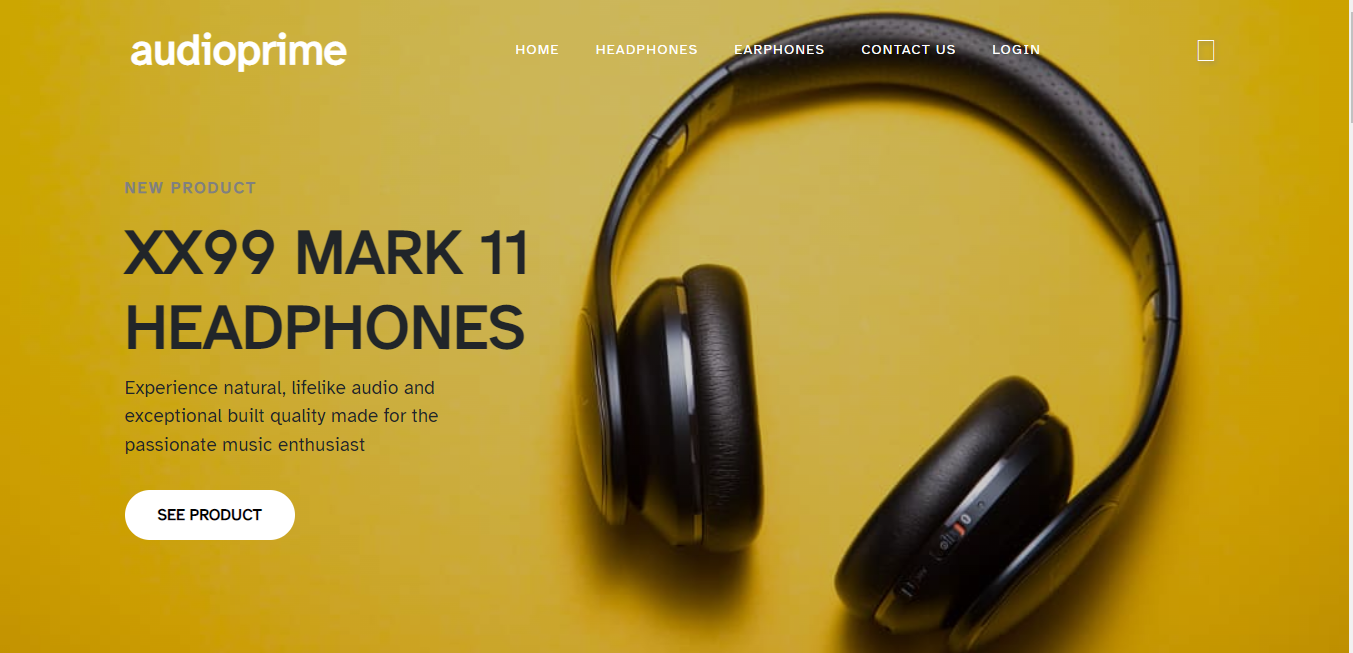 audioprime
HOME HEADPHONES EARPHONES CONTACT US LOGIN
NEW PRODUCT
XX99 MARK 11
HEADPHONES
Experience natural, lifelike audio and
exceptional built quality made for the
passionate music enthusiast
SEE PRODUCT